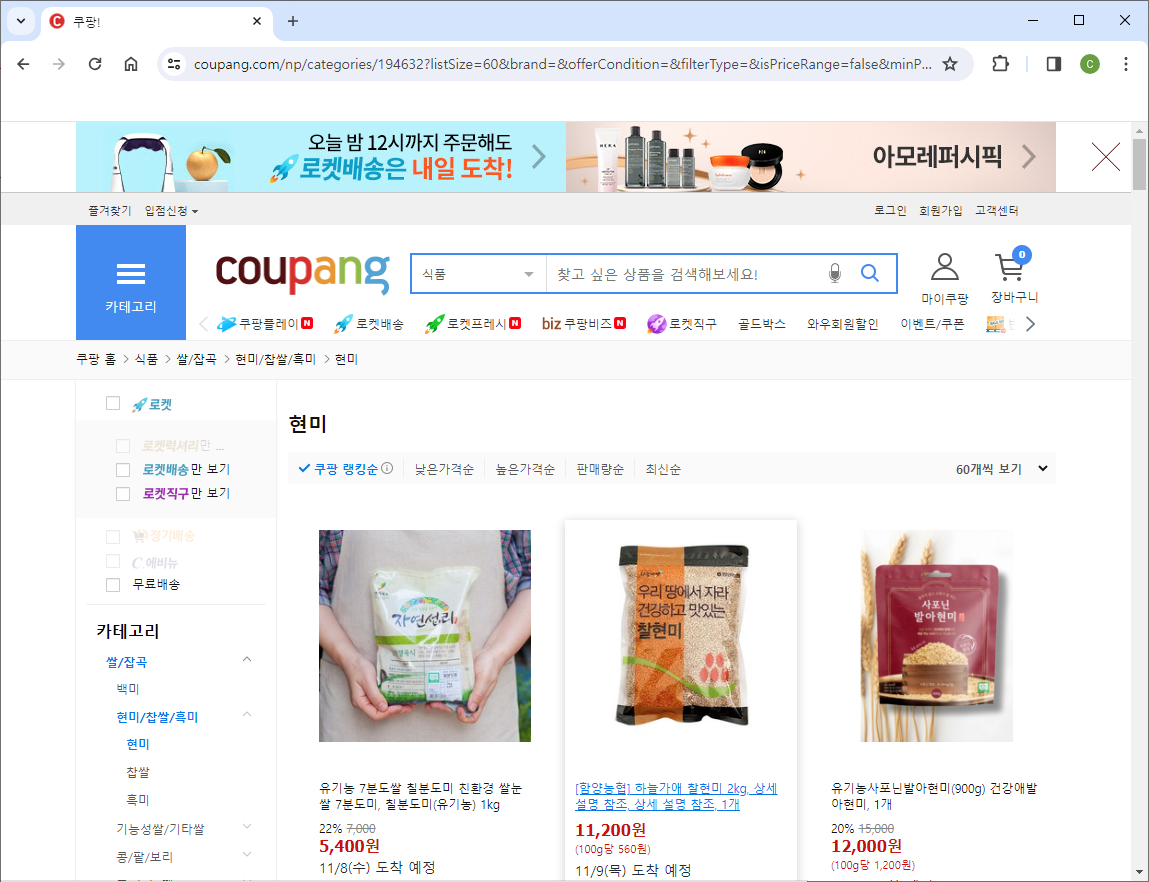 쿠팡!
coupang.com/np/categories/194632?listSize=60&brand=&offerCondition=&filterType=&isPriceRange=false&minP...
C
오늘 밤 12시까지 주문해도
로켓배송은 내일 도착!
HERA
아모레퍼시픽
즐겨찾기 입점신청
로그인 회원가입 고객센터
카테고리
coupang
식품
찾고 싶은 상품을 검색해보세요!
마이쿠팡
0
장바구니
쿠팡플레이 N
로켓배송
로켓프레시 N
biz 쿠팡비즈 N
로켓직구
골드박스
와우회원할인
이벤트/쿠폰
쿠팡 홈 > 식품 > 쌀/잡곡 > 현미/찹쌀/흑미 > 현미
로켓
로켓럭셔리만 ...
로켓배송만 보기
로켓직구만 보기
정기배송
C.에비뉴
무료배송
카테고리
쌀/잡곡
백미
현미/찹쌀/흑미
현미
찹쌀
흑미
기능성쌀/기타쌀
콩/팥/보리
현미
쿠팡 랭킹순
낮은가격순
높은가격순
판매량순
최신순
60개씩 보기
자연섭리
유기농 7분도쌀 칠분도미 친환경 쌀눈
쌀 7분도미, 칠분도미(유기농) 1kg
22% 7,000
5,400원
11/8(수) 도착 예정
우리 땅에서 자라
건강하고 맛있는
찰현미
[함양농협] 하늘가애 찰현미 2kg, 상세
설명 참조, 상세 설명 참조, 1개
11,200원
(100g당 560원)
11/9(목) 도착 예정
사포닌
발아현미
유기농사포닌발아현미(900g) 건강애발
아현미, 1개
20% 15,000
12,000원
(100g당 1,200원)